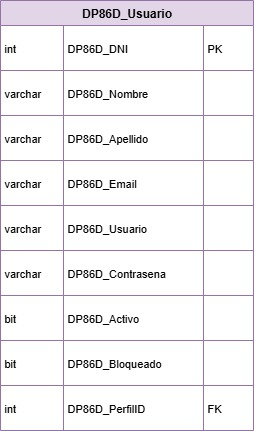 DP86D_Usuario
int DP86D_DNI PK
varchar DP86D_Nombre
varchar DP86D_Apellido
varchar DP86D_Email
varchar DP86D_Usuario
varchar DP86D_Contrasena
bit DP86D_Activo
bit DP86D_Bloqueado
int DP86D_PerfilID FK